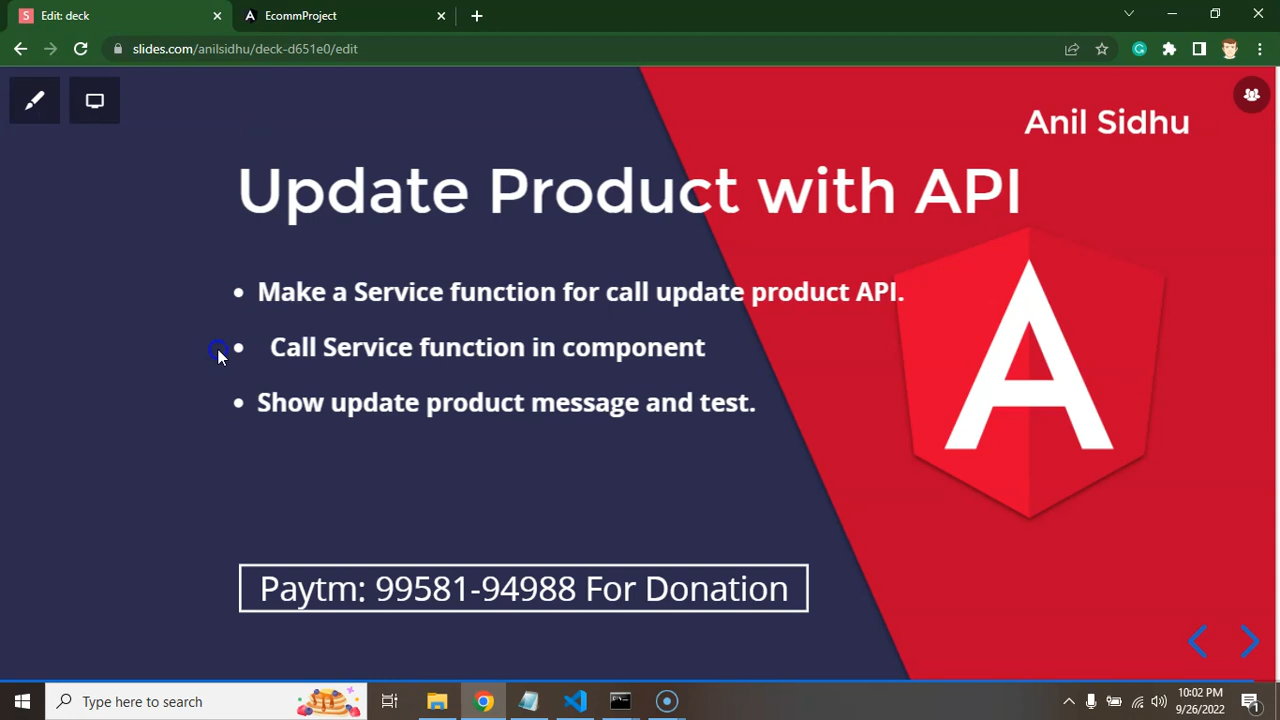 Edit: deck
EcommProject
slides.com/anilsidhu/deck-d651e0/edit
Anil Sidhu
Update Product with API
• Make a Service function for call update product API.
• Call Service function in component
• Show update product message and test.
Paytm: 99581-94988 For Donation
Type here to search
10:02 PM
9/26/2022
1